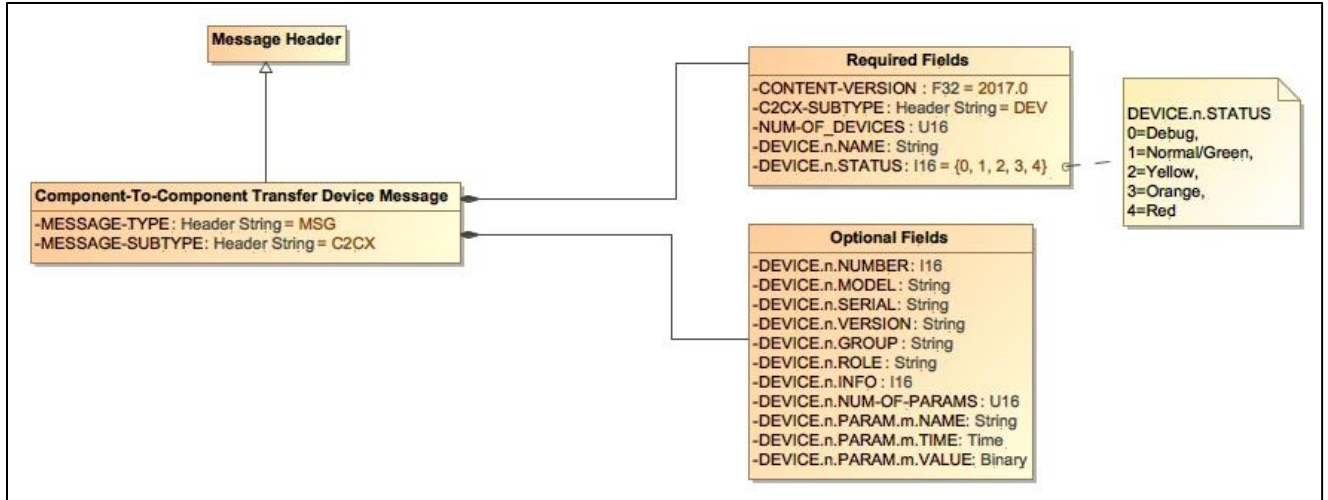 Message Header
Component-To-Component Transfer Device Message
-MESSAGE-TYPE: Header String = MSG
-MESSAGE-SUBTYPE: Header String = C2CX
Required Fields
-CONTENT-VERSION : F32 = 2017.0
-C2CX-SUBTYPE: Header String = DEV
-NUM-OF_DEVICES : U16
-DEVICE.n.NAME: String
-DEVICE.n.STATUS: I16 = {0, 1, 2, 3, 4}
DEVICE.n.STATUS
0=Debug,
1=Normal/Green,
2=Yellow,
3=Orange,
4=Red
Optional Fields
-DEVICE.n.NUMBER: I16
-DEVICE.n.MODEL: String
-DEVICE.n.SERIAL: String
-DEVICE.n.VERSION: String
-DEVICE.n.GROUP : String
-DEVICE.n.ROLE: String
-DEVICE.n.INFO : I16
-DEVICE.n.NUM-OF-PARAMS: U16
-DEVICE.n.PARAM.m.NAME: String
-DEVICE.n.PARAM.m.TIME: Time
-DEVICE.n.PARAM.m.VALUE: Binary